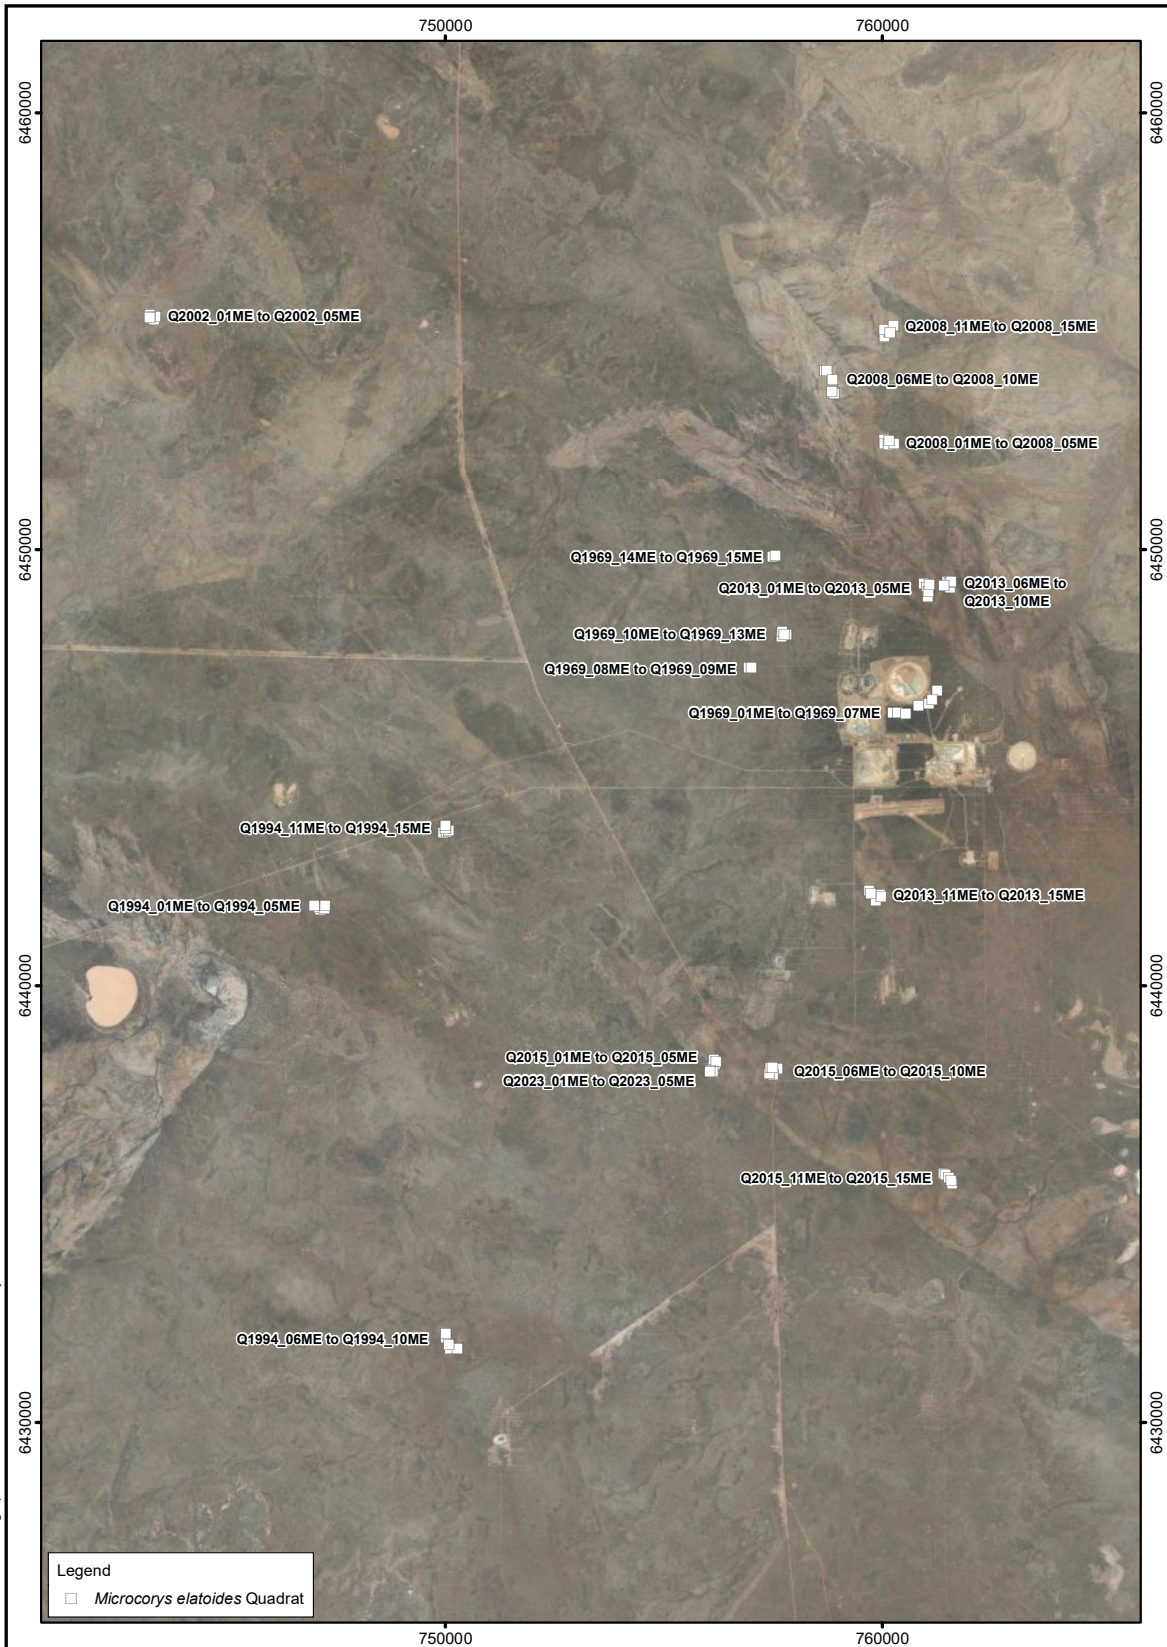 750000
760000
6460000
6460000
Q2002_01ME to Q2002_05ME
Q2008_11ME to Q2008_15ME
Q2008_06ME to Q2008_10ME
Q2008_01ME to Q2008_05ME
6450000
6450000
Q1969_14ME to Q1969_15ME
Q2013_01ME to Q2013_05ME
Q2013_06ME to
Q2013_10ME
Q1969_10ME to Q1969_13ME
Q1969_08ME to Q1969_09ME
Q1969_01ME to Q1969_07ME
Q1994_11ME to Q1994_15ME
Q1994_01ME to Q1994_05ME
Q2013_11ME to Q2013_15ME
6440000
6440000
Q2015_01ME to Q2015_05ME
Q2023_01ME to Q2023_05ME
Q2015_06ME to Q2015_10ME
Q2015_11ME to Q2015_15ME
Q1994_06ME to Q1994_10ME
6430000
6430000
Legend
Microcorys elatoides Quadrat
750000
760000